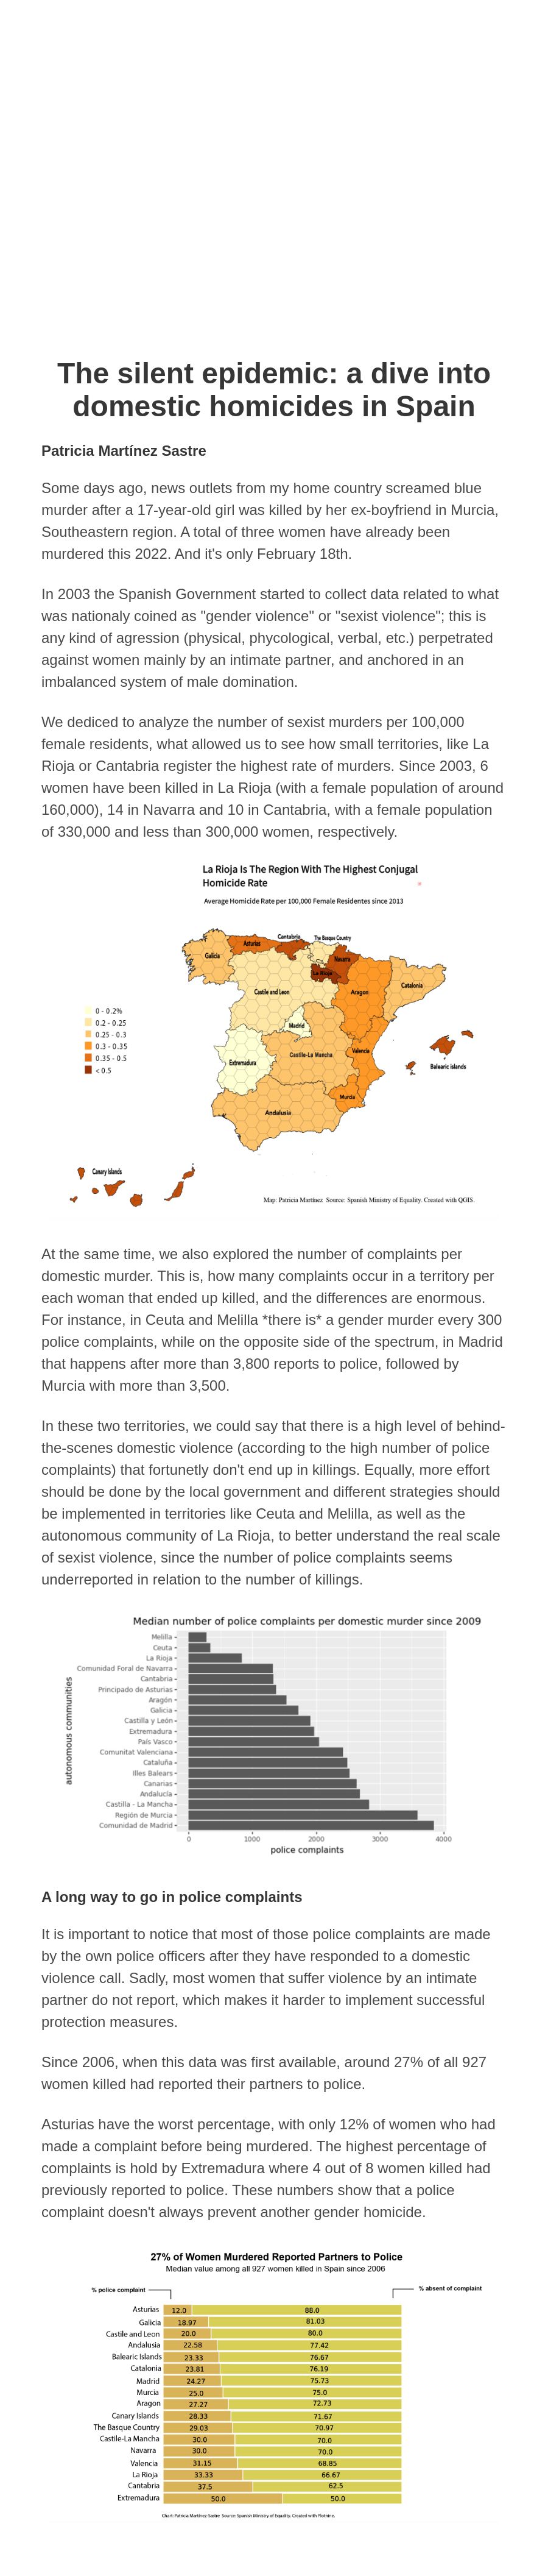 The silent epidemic: a dive into
domestic homicides in Spain
Patricia Martínez Sastre
Some days ago, news outlets from my home country screamed blue
murder after a 17-year-old girl was killed by her ex-boyfriend in Murcia,
Southeastern region. A total of three women have already been
murdered this 2022. And it's only February 18th.
In 2003 the Spanish Government started to collect data related to what
was nationaly coined as "gender violence" or "sexist violence"; this is
any kind of agression (physical, phycological, verbal, etc.) perpetrated
against women mainly by an intimate partner, and anchored in an
imbalanced system of male domination.
We dediced to analyze the number of sexist murders per 100,000
female residents, what allowed us to see how small territories, like La
Rioja or Cantabria register the highest rate of murders. Since 2003, 6
women have been killed in La Rioja (with a female population of around
160,000), 14 in Navarra and 10 in Cantabria, with a female population
of 330,000 and less than 300,000 women, respectively.
La Rioja Is The Region With The Highest Conjugal
Homicide Rate
Average Homicide Rate per 100,000 Female Residentes since 2013
Cantabria
The Basque Country
Asturias
Galicia
Navarra
La Rioja
Catalonia
Castile and Leon
Aragon
0 - 0.2%
0.2 - 0.25
0.25 - 0.3
0.3 - 0.35
0.35 - 0.5
< 0.5
Madrid
Castille-La Mancha
Valencia
Extremadura
Balearic islands
Murcia
Andalusia
Canary Islands
Map: Patricia Martínez Source: Spanish Ministry of Equality. Created with QGIS.
At the same time, we also explored the number of complaints per
domestic murder. This is, how many complaints occur in a territory per
each woman that ended up killed, and the differences are enormous.
For instance, in Ceuta and Melilla *there is* a gender murder every 300
police complaints, while on the opposite side of the spectrum, in Madrid
that happens after more than 3,800 reports to police, followed by
Murcia with more than 3,500.
In these two territories, we could say that there is a high level of behind-
the-scenes domestic violence (according to the high number of police
complaints) that fortunetly don't end up in killings. Equally, more effort
should be done by the local government and different strategies should
be implemented in territories like Ceuta and Melilla, as well as the
autonomous community of La Rioja, to better understand the real scale
of sexist violence, since the number of police complaints seems
underreported in relation to the number of killings.
Median number of police complaints per domestic murder since 2009
autonomous communities
Melilla
Ceuta
La Rioja
Comunidad Foral de Navarra
Cantabria
Principado de Asturias
Aragón
Galicia
Castilla y León
Extremadura
País Vasco
Comunitat Valenciana
Cataluña
Illes Balears
Canarias
Andalucía
Castilla - La Mancha
Región de Murcia
Comunidad de Madrid
0 1000 2000 3000 4000
police complaints
A long way to go in police complaints
It is important to notice that most of those police complaints are made
by the own police officers after they have responded to a domestic
violence call. Sadly, most women that suffer violence by an intimate
partner do not report, which makes it harder to implement successful
protection measures.
Since 2006, when this data was first available, around 27% of all 927
women killed had reported their partners to police.
Asturias have the worst percentage, with only 12% of women who had
made a complaint before being murdered. The highest percentage of
complaints is hold by Extremadura where 4 out of 8 women killed had
previously reported to police. These numbers show that a police
complaint doesn't always prevent another gender homicide.
27% of Women Murdered Reported Partners to Police
Median value among all 927 women killed in Spain since 2006
% police complaint % absent of complaint
Asturias 12.0 88.0
Galicia 18.97 81.03
Castile and Leon 20.0 80.0
Andalusia 22.58 77.42
Balearic Islands 23.33 76.67
Catalonia 23.81 76.19
Madrid 24.27 75.73
Murcia 25.0 75.0
Aragon 27.27 72.73
Canary Islands 28.33 71.67
The Basque Country 29.03 70.97
Castile-La Mancha 30.0 70.0
Navarra 30.0 70.0
Valencia 31.15 68.85
La Rioja 33.33 66.67
Cantabria 37.5 62.5
Extremadura 50.0 50.0
Chart: Patricia Martínez-Sastre Source: Spanish Ministry of Equality. Created with Plotnine.